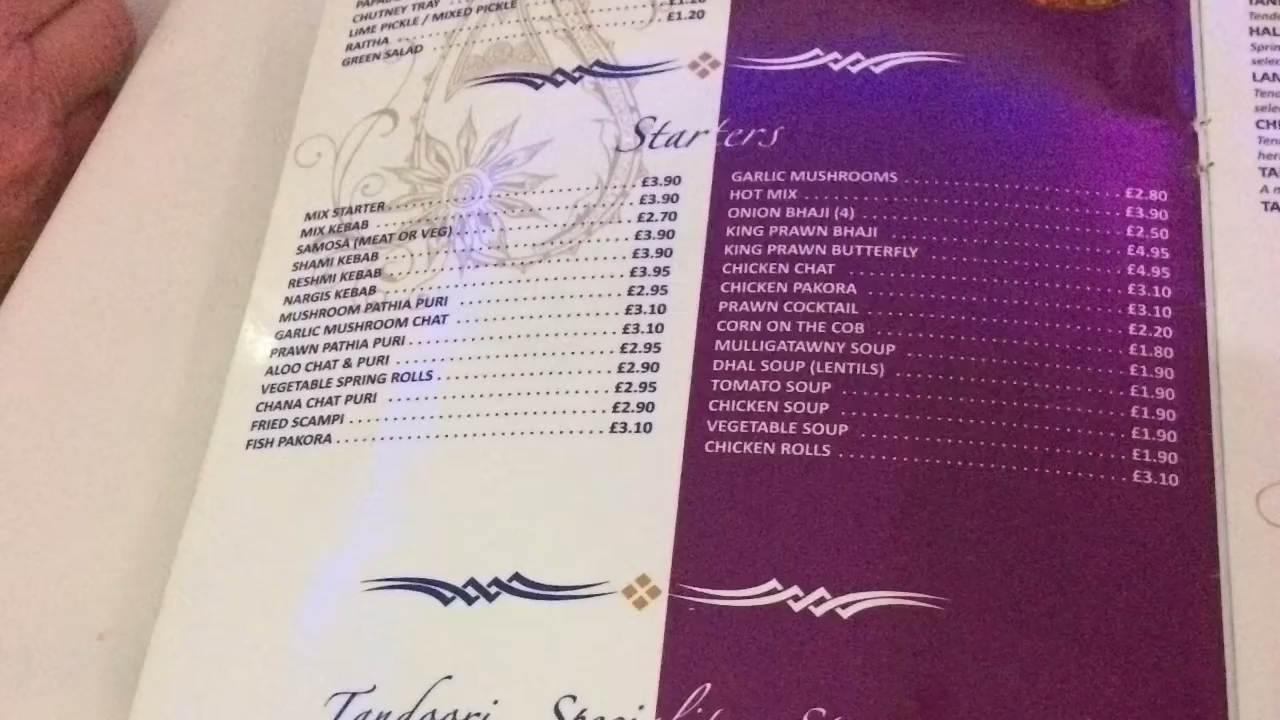 CHUTNEY TRAY
LIME PICKLE / MIXED PICKLE
RAITHA ........ £1.20
GREEN SALAD ........ £1.20
Starters
MIX STARTER ........ £3.90
MIX KEBAB ........ £3.90
SAMOSA (MEAT OR VEG) ........ £2.70
SHAMI KEBAB ........ £3.90
RESHMI KEBAB ........ £3.90
NARGIS KEBAB ........ £3.95
MUSHROOM PATHIA PURI ........ £2.95
GARLIC MUSHROOM CHAT ........ £3.10
PRAWN PATHIA PURI ........ £3.10
ALOO CHAT & PURI ........ £2.95
VEGETABLE SPRING ROLLS ........ £2.90
CHANA CHAT PURI ........ £2.95
FRIED SCAMPI ........ £2.90
FISH PAKORA ........ £3.10
GARLIC MUSHROOMS ........ £2.80
HOT MIX ........ £3.90
ONION BHAJI (4) ........ £2.50
KING PRAWN BHAJI ........ £4.95
KING PRAWN BUTTERFLY ........ £4.95
CHICKEN CHAT ........ £3.10
CHICKEN PAKORA ........ £3.10
PRAWN COCKTAIL ........ £2.20
CORN ON THE COB ........ £1.80
MULLIGATAWNY SOUP ........ £1.90
DHAL SOUP (LENTILS) ........ £1.90
TOMATO SOUP ........ £1.90
CHICKEN SOUP ........ £1.90
VEGETABLE SOUP ........ £1.90
CHICKEN ROLLS ........ £3.10
Tandoori